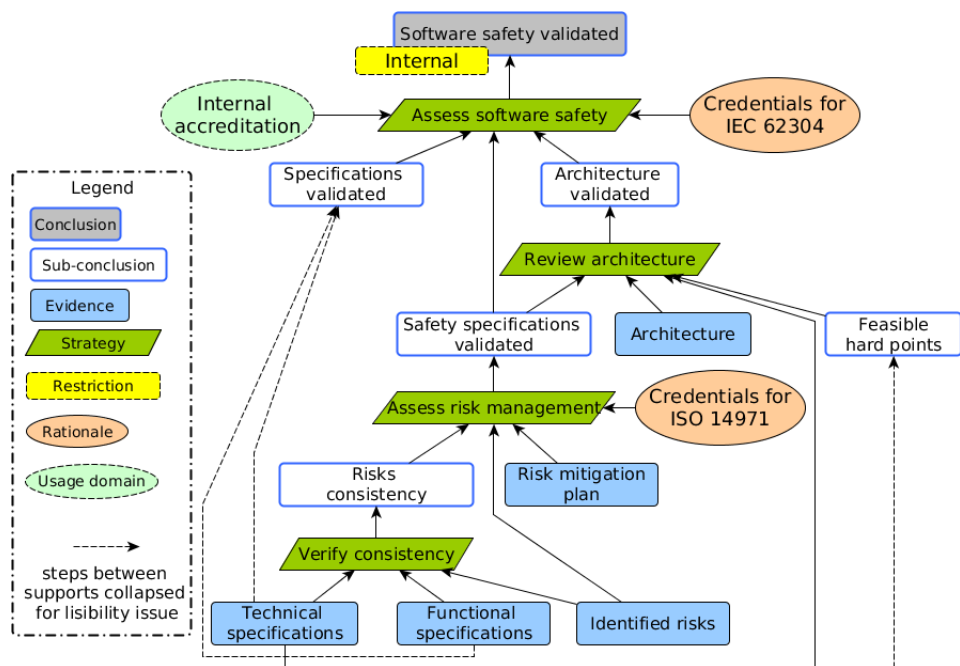 Software safety validated
Internal
Internal
accreditation
Assess software safety
Credentials for
IEC 62304
Specifications
validated
Architecture
validated
Legend
Conclusion
Sub-conclusion
Evidence
Strategy
Restriction
Rationale
Usage domain
steps between
supports collapsed
for lisibility issue
Review architecture
Safety specifications
validated
Architecture
Feasible
hard points
Assess risk management
Credentials for
ISO 14971
Risks
consistency
Risk mitigation
plan
Verify consistency
Technical
specifications
Functional
specifications
Identified risks